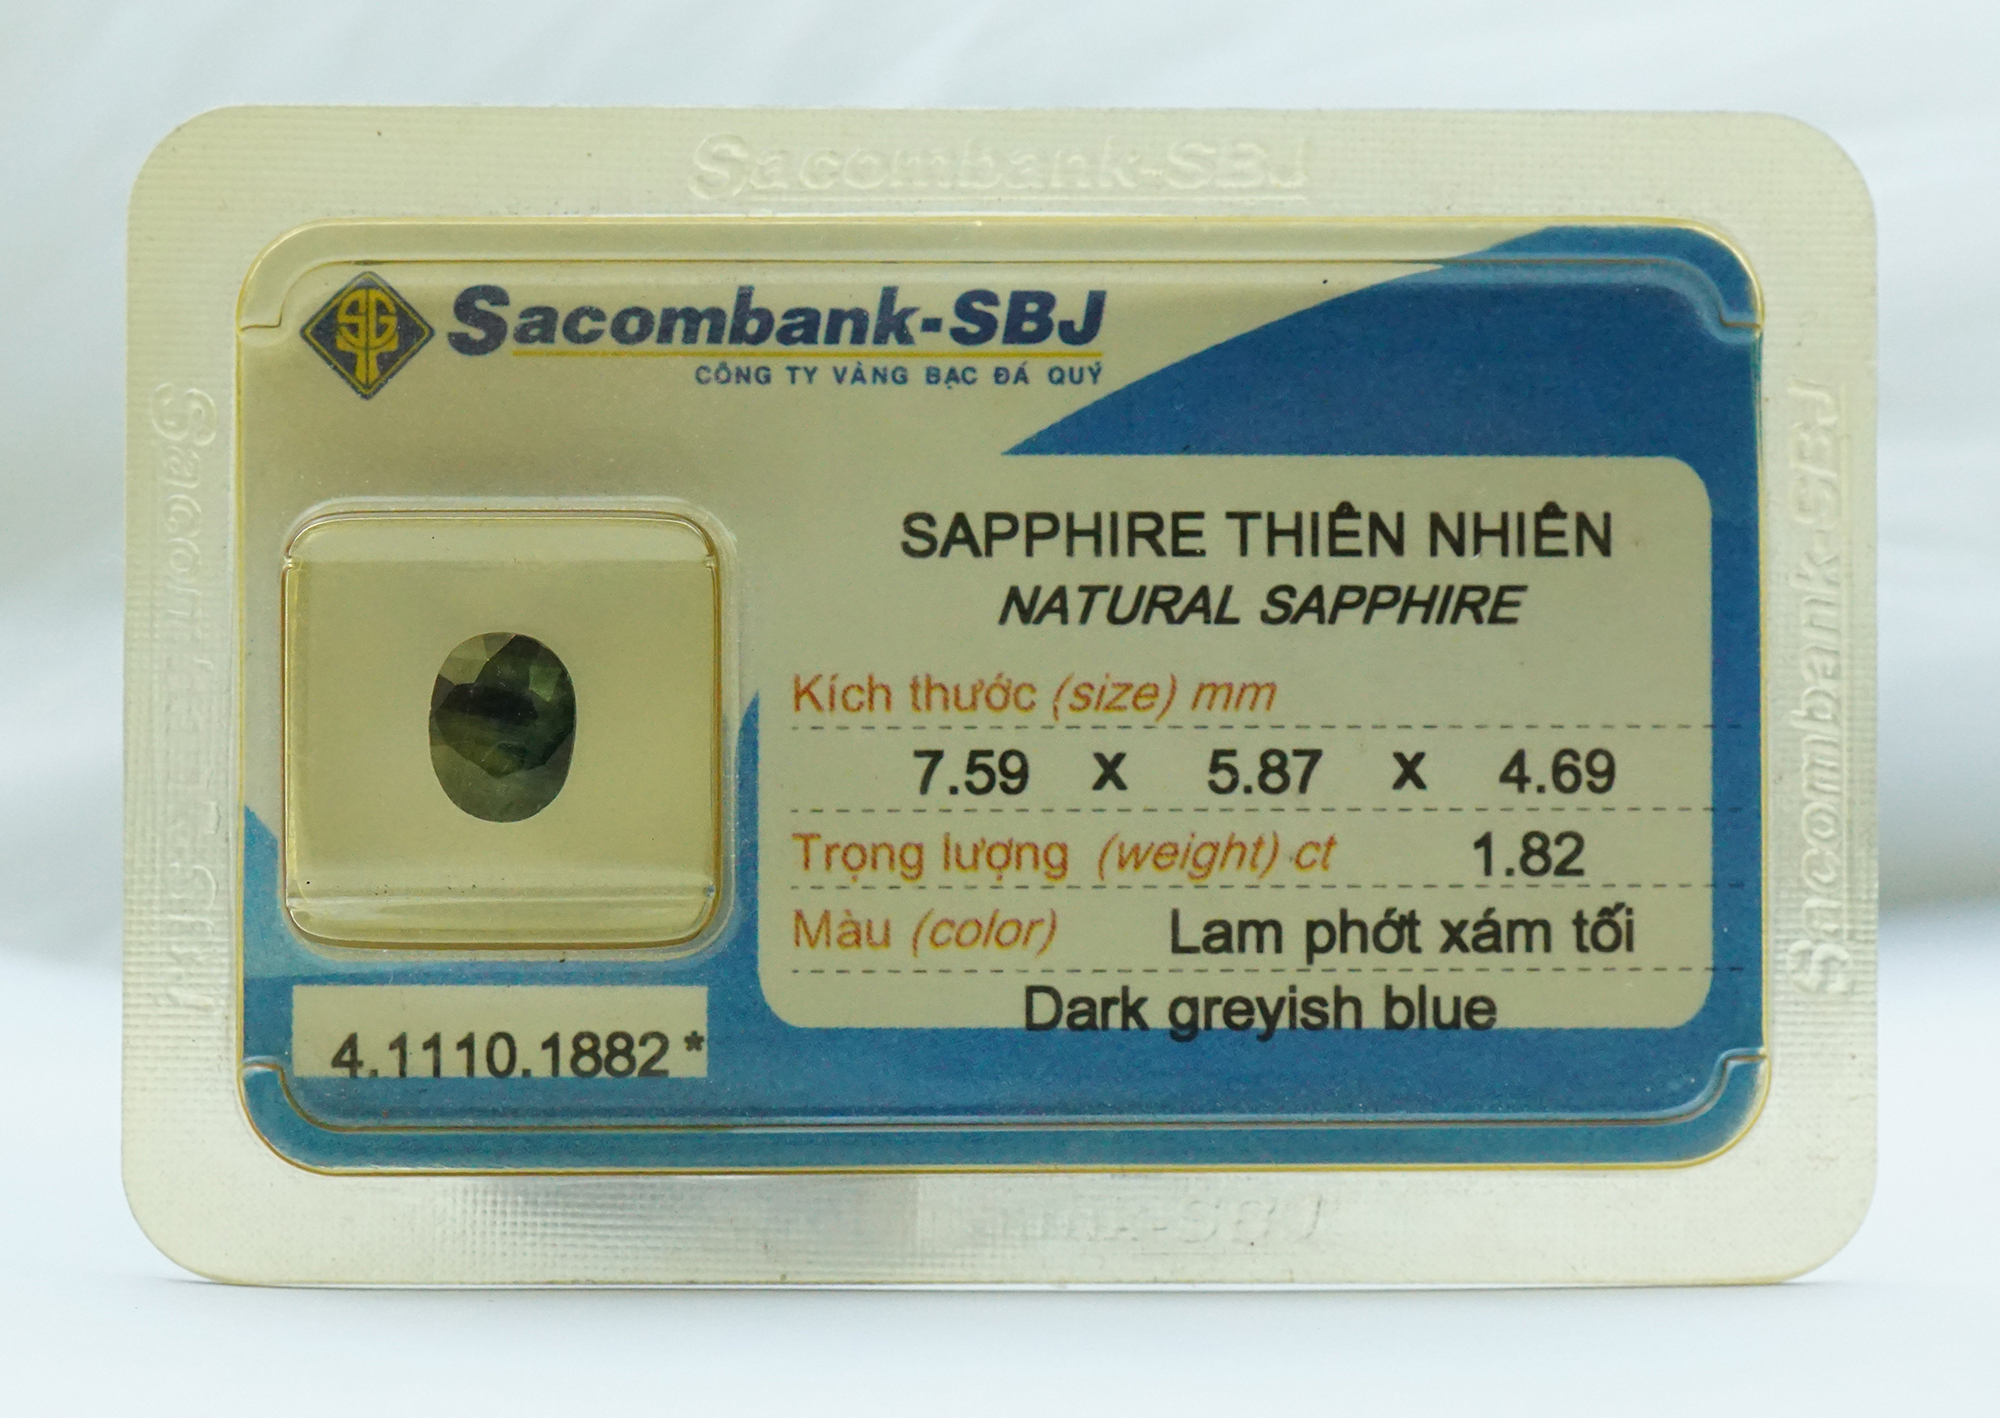 Sacombank-SBJ
SGT
Sacombank-SBJ
CÔNG TY VÀNG BẠC ĐÁ QUÝ
SAPPHIRE THIÊN NHIÊN
NATURAL SAPPHIRE
Kích thước (size) mm
7.59 x 5.87 x 4.69
Trọng lượng (weight) ct 1.82
Màu (color) Lam phớt xám tối
Dark greyish blue
4.1110.1882*
Sacombank-SBJ